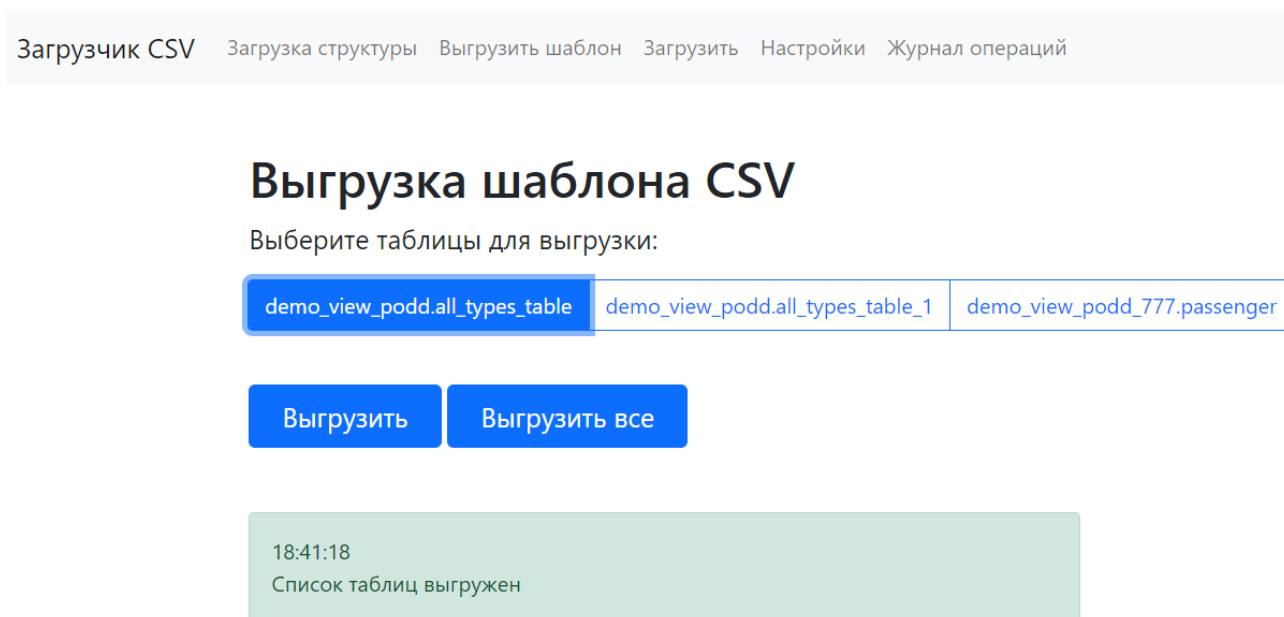 Загрузчик CSV Загрузка структуры Выгрузить шаблон Загрузить Настройки Журнал операций
Выгрузка шаблона CSV
Выберите таблицы для выгрузки:
demo_view_podd.all_types_table demo_view_podd.all_types_table_1 demo_view_podd_777.passenger
Выгрузить Выгрузить все
18:41:18
Список таблиц выгружен